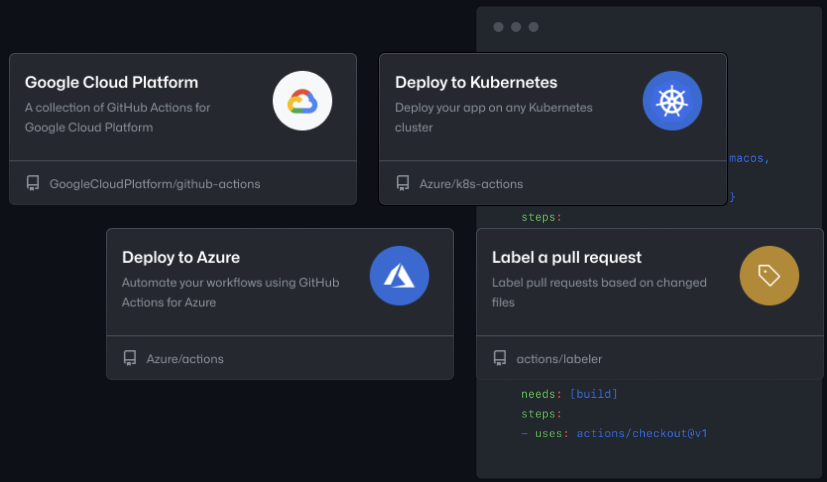 Google Cloud Platform
A collection of GitHub Actions for
Google Cloud Platform
GoogleCloudPlatform/github-actions
Deploy to Kubernetes
Deploy your app on any Kubernetes
cluster
Azure/k8s-actions
macos,
}
steps:
Deploy to Azure
Automate your workflows using GitHub
Actions for Azure
Azure/actions
Label a pull request
Label pull requests based on changed
files
actions/labeler
needs: [build]
steps:
- uses: actions/checkout@v1